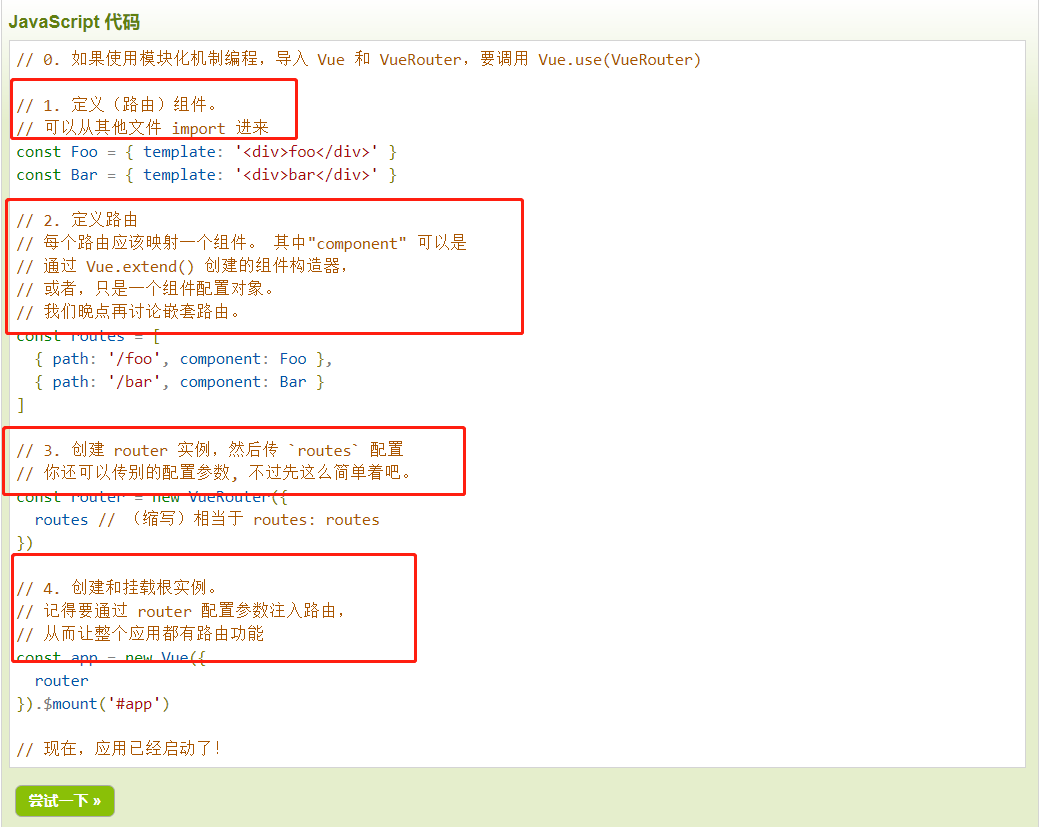 JavaScript 代码
// 0. 如果使用模块化机制编程，导入 Vue 和 VueRouter，要调用 Vue.use(VueRouter)
// 1. 定义（路由）组件。
// 可以从其他文件 import 进来
const Foo = { template: '<div>foo</div>' }
const Bar = { template: '<div>bar</div>' }
// 2. 定义路由
// 每个路由应该映射一个组件。 其中"component" 可以是
// 通过 Vue.extend() 创建的组件构造器，
// 或者，只是一个组件配置对象。
// 我们晚点再讨论嵌套路由。
const routes = [
  { path: '/foo', component: Foo },
  { path: '/bar', component: Bar }
]
// 3. 创建 router 实例，然后传 `routes` 配置
// 你还可以传别的配置参数, 不过先这么简单着吧。
const router = new VueRouter({
  routes // （缩写）相当于 routes: routes
})
// 4. 创建和挂载根实例。
// 记得要通过 router 配置参数注入路由，
// 从而让整个应用都有路由功能
const app = new Vue({
  router
}).$mount('#app')
// 现在，应用已经启动了！
尝试一下 »